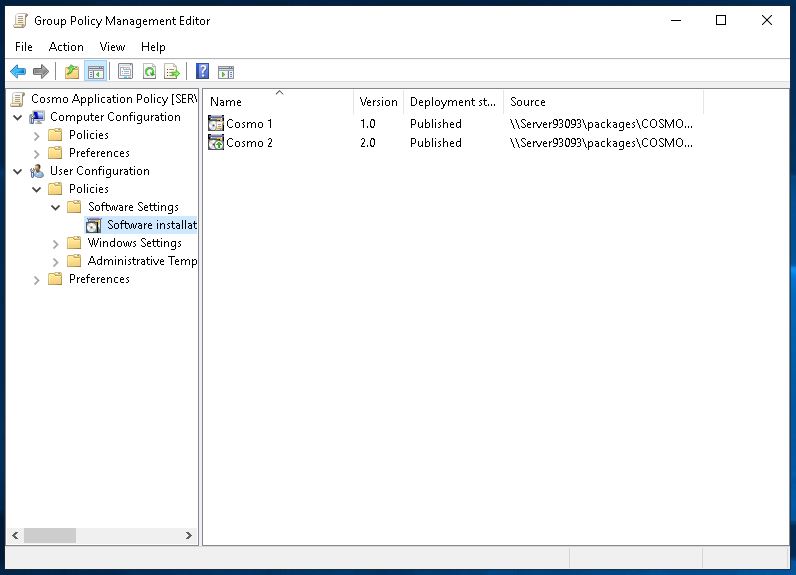 Group Policy Management Editor
File Action View Help
Cosmo Application Policy [SERV
Computer Configuration
Policies
Preferences
User Configuration
Policies
Software Settings
Software installat
Windows Settings
Administrative Temp
Preferences
Name Version Deployment st... Source
Cosmo 1 1.0 Published \\Server93093\packages\COSMO...
Cosmo 2 2.0 Published \\Server93093\packages\COSMO...